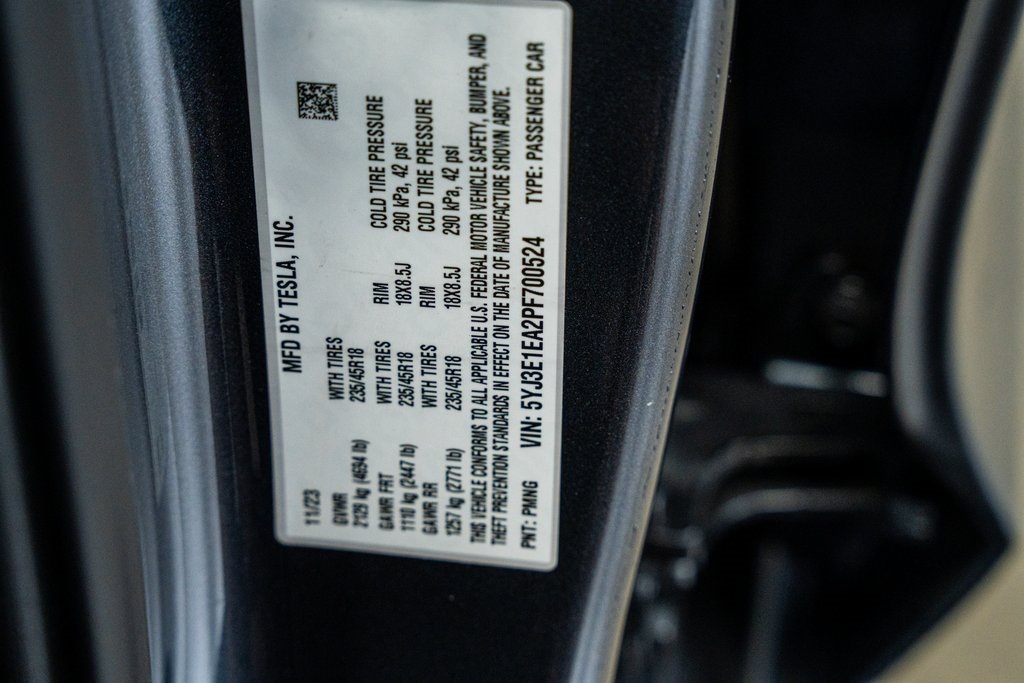 MFD BY TESLA, INC.
11/23
GVWR WITH TIRES RIM COLD TIRE PRESSURE
2129 kg (4694 lb) 235/45R18 18X8.5J 290 kPa, 42 psi
GAWR FRT WITH TIRES RIM COLD TIRE PRESSURE
1110 kg (2447 lb) 235/45R18 18X8.5J 290 kPa, 42 psi
GAWR RR WITH TIRES
1257 kg (2771 lb) 235/45R18
THIS VEHICLE CONFORMS TO ALL APPLICABLE U.S. FEDERAL MOTOR VEHICLE SAFETY, BUMPER, AND
THEFT PREVENTION STANDARDS IN EFFECT ON THE DATE OF MANUFACTURE SHOWN ABOVE.
PNT: PMNG VIN: 5YJ3E1EA2PF700524 TYPE: PASSENGER CAR